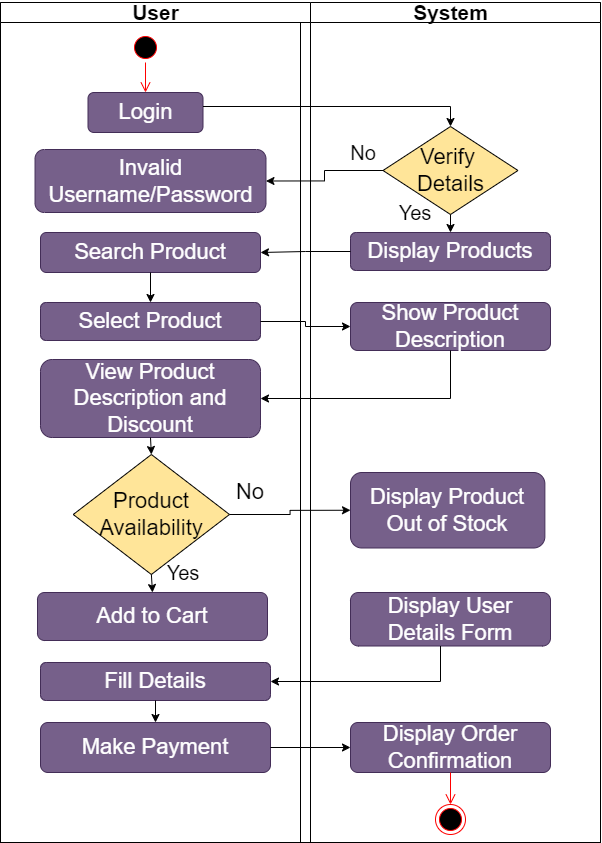 User
System
Login
Verify
Details
No
Invalid
Username/Password
Yes
Search Product
Display Products
Select Product
Show Product
Description
View Product
Description and
Discount
Product
Availability
No
Display Product
Out of Stock
Yes
Add to Cart
Display User
Details Form
Fill Details
Make Payment
Display Order
Confirmation